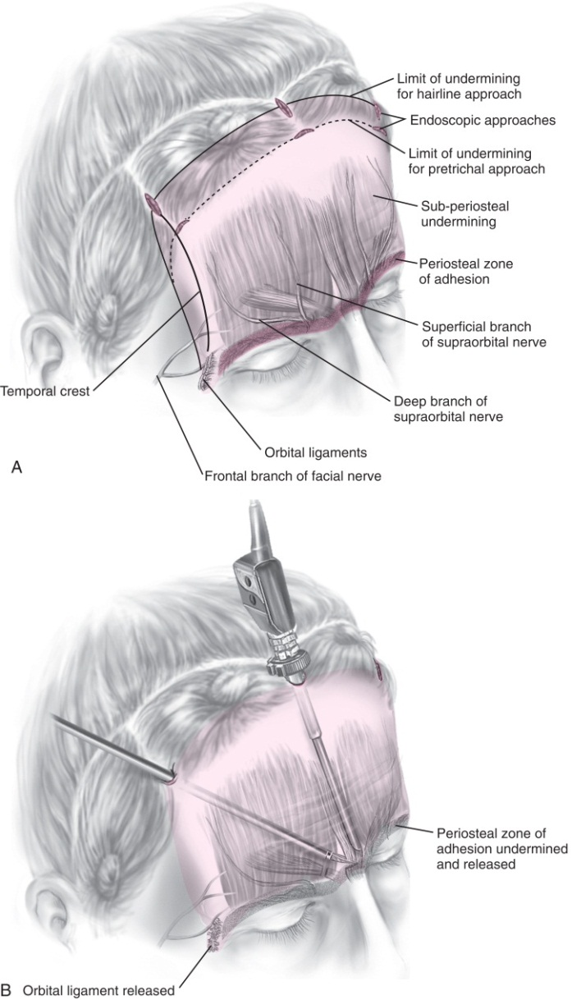 Limit of undermining
for hairline approach
Endoscopic approaches
Limit of undermining
for pretrichal approach
Sub-periosteal
undermining
Periosteal zone
of adhesion
Superficial branch
of supraorbital nerve
Temporal crest
Deep branch of
supraorbital nerve
Orbital ligaments
A
Frontal branch of facial nerve
Periosteal zone of
adhesion undermined
and released
B Orbital ligament released